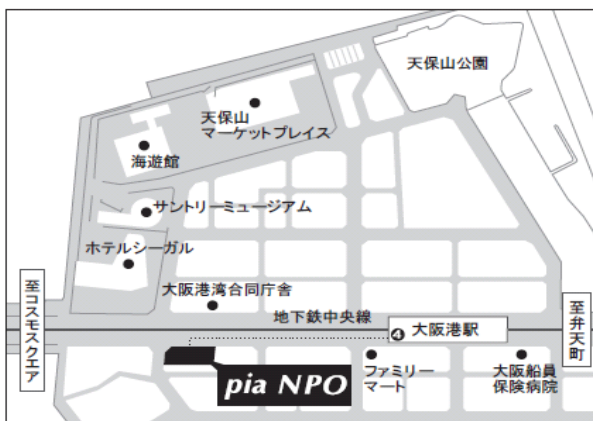 天保山公園
天保山
マーケットプレイス
海遊館
サントリーミュージアム
ホテルシーガル
大阪港湾合同庁舎
至コスモスクエア
地下鉄中央線
❹大阪港駅
至弁天町
pia NPO
ファミリー
マート
大阪船員
保険病院